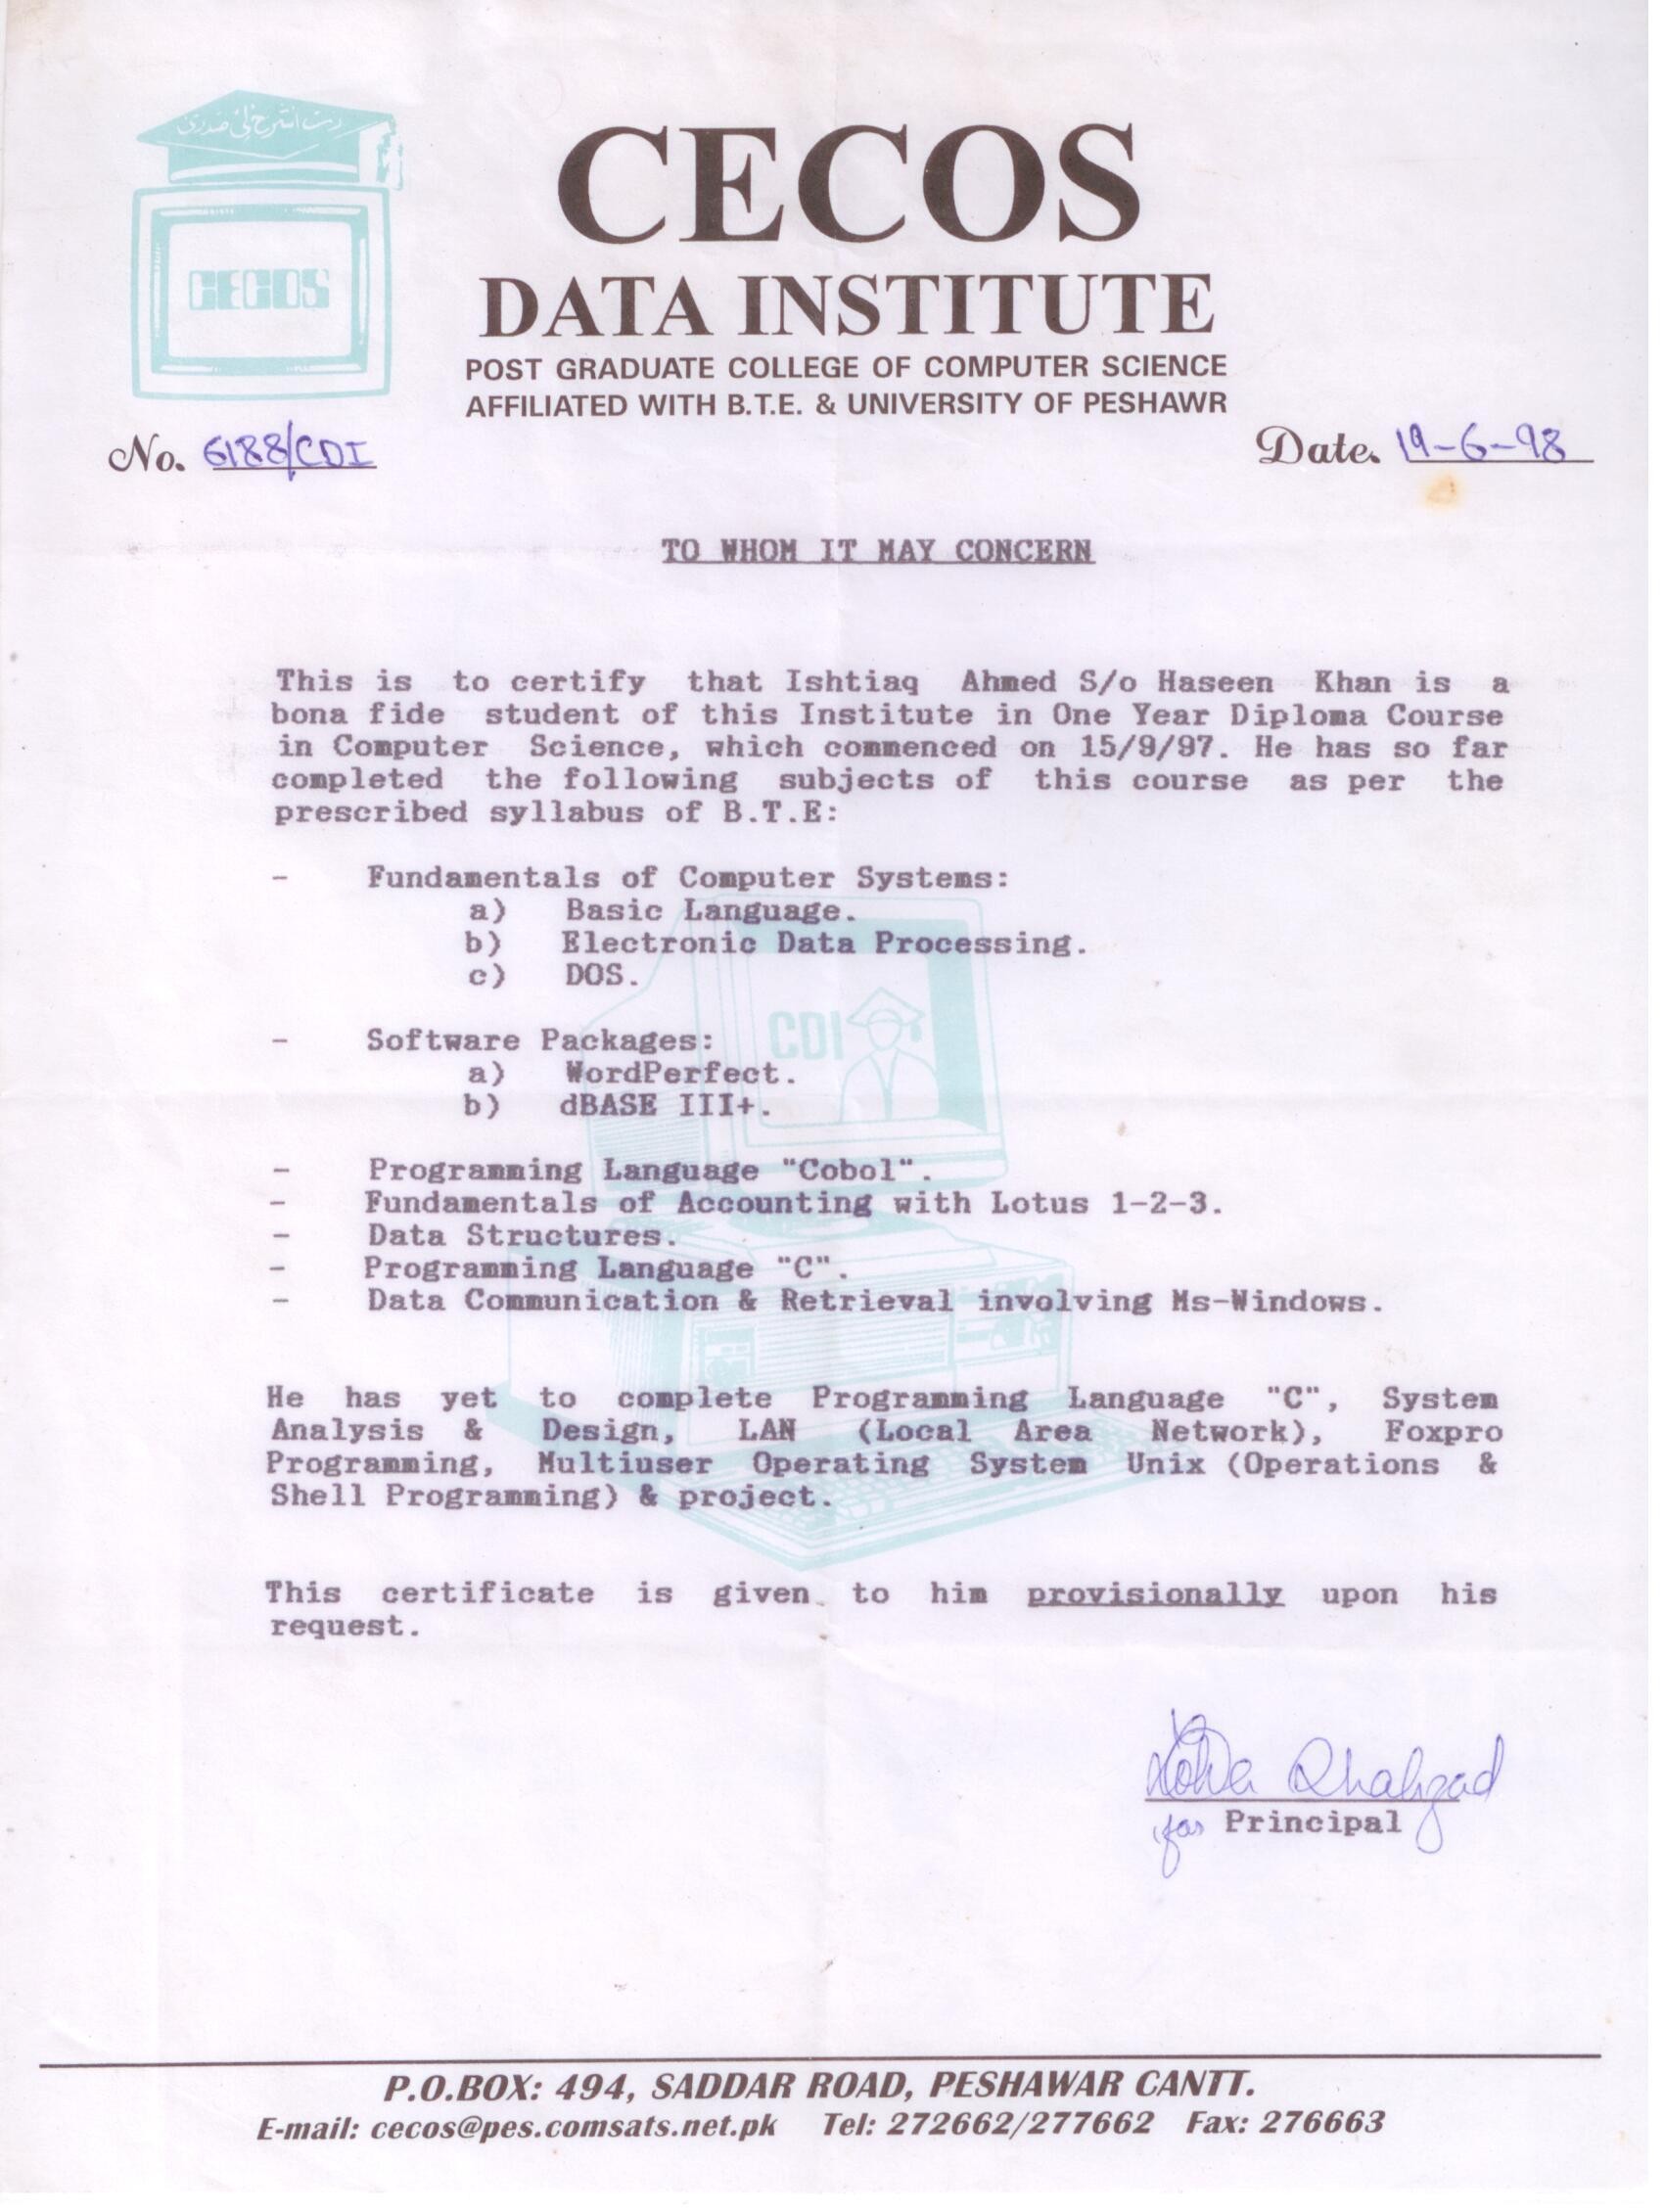 رب اشرح لی صدری
CECOS
CECOS
DATA INSTITUTE
POST GRADUATE COLLEGE OF COMPUTER SCIENCE
AFFILIATED WITH B.T.E. & UNIVERSITY OF PESHAWR
No. 6188/CDI
Date. 19-6-98
TO WHOM IT MAY CONCERN
This is to certify that Ishtiaq Ahmed S/o Haseen Khan is a
bona fide student of this Institute in One Year Diploma Course
in Computer Science, which commenced on 15/9/97. He has so far
completed the following subjects of this course as per the
prescribed syllabus of B.T.E:
- Fundamentals of Computer Systems:
a) Basic Language.
b) Electronic Data Processing.
c) DOS.
CDI
- Software Packages:
a) WordPerfect.
b) dBASE III+.
- Programming Language "Cobol".
- Fundamentals of Accounting with Lotus 1-2-3.
- Data Structures.
- Programming Language "C".
- Data Communication & Retrieval involving Ms-Windows.
He has yet to complete Programming Language "C", System
Analysis & Design, LAN (Local Area Network), Foxpro
Programming, Multiuser Operating System Unix (Operations &
Shell Programming) & project.
This certificate is given to him provisionally upon his
request.
Shahzad
for Principal
P.O.BOX: 494, SADDAR ROAD, PESHAWAR CANTT.
E-mail: cecos@pes.comsats.net.pk Tel: 272662/277662 Fax: 276663